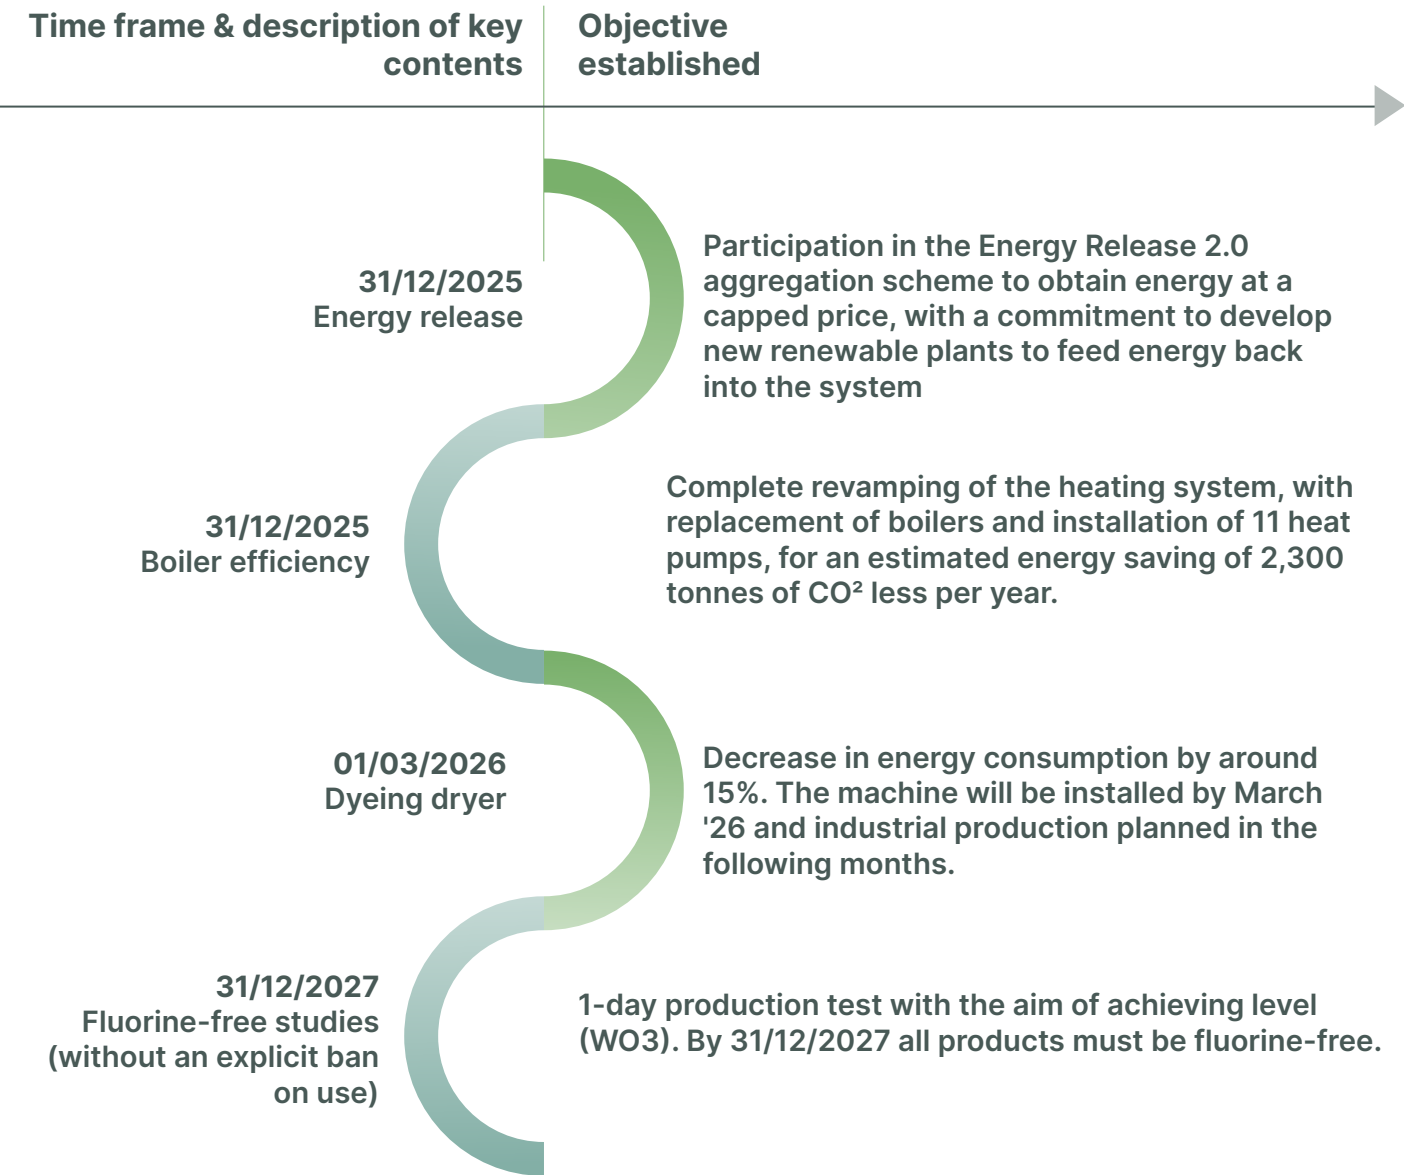 Time frame & description of key
contents
Objective
established
31/12/2025
Energy release
Participation in the Energy Release 2.0
aggregation scheme to obtain energy at a
capped price, with a commitment to develop
new renewable plants to feed energy back
into the system
31/12/2025
Boiler efficiency
Complete revamping of the heating system, with
replacement of boilers and installation of 11 heat
pumps, for an estimated energy saving of 2,300
tonnes of CO² less per year.
01/03/2026
Dyeing dryer
Decrease in energy consumption by around
15%. The machine will be installed by March
'26 and industrial production planned in the
following months.
31/12/2027
Fluorine-free studies
(without an explicit ban
on use)
1-day production test with the aim of achieving level
(WO3). By 31/12/2027 all products must be fluorine-free.